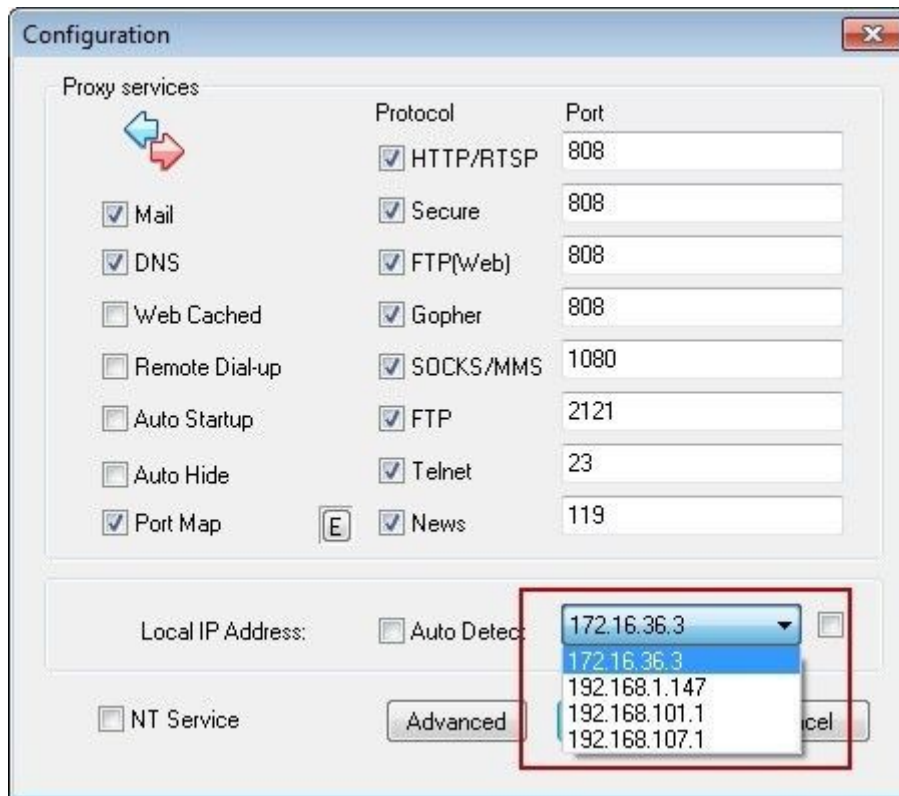 Configuration
Proxy services
Protocol Port
HTTP/RTSP 808
Mail Secure 808
DNS FTP(Web) 808
Web Cached Gopher 808
Remote Dial-up SOCKS/MMS 1080
Auto Startup FTP 2121
Auto Hide Telnet 23
Port Map E News 119
Local IP Address: Auto Detect 172.16.36.3
172.16.36.3
192.168.1.147
192.168.101.1
192.168.107.1
NT Service Advanced cel